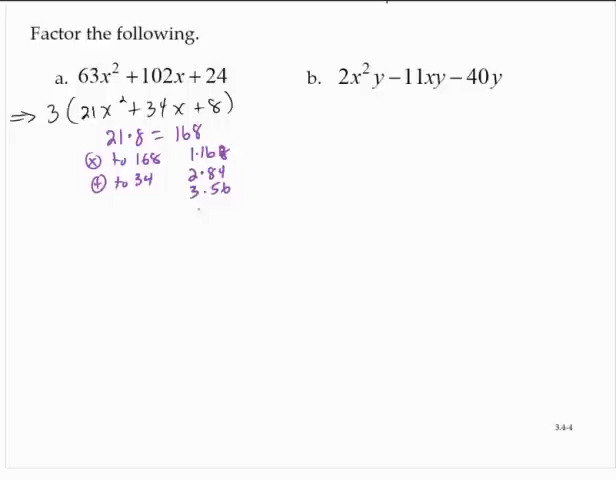 Factor the following.
a. 63x² + 102x + 24
b. 2x²y − 11xy − 40y
⇒ 3 (21x² + 34x + 8)
21·8 = 168
ⓧ to 168
1·168
⊕ to 34
2·84
3·56
3.4-4